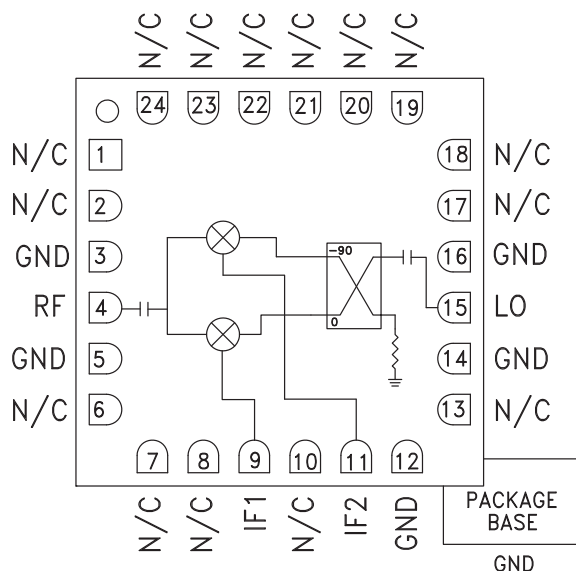 N/C N/C N/C N/C N/C N/C
24 23 22 21 20 19
N/C 1 18 N/C
N/C 2 17 N/C
GND 3 -90 16 GND
RF 4 15 LO
0
GND 5 14 GND
N/C 6 13 N/C
7 8 9 10 11 12
N/C N/C IF1 N/C IF2 GND
PACKAGE
BASE
GND